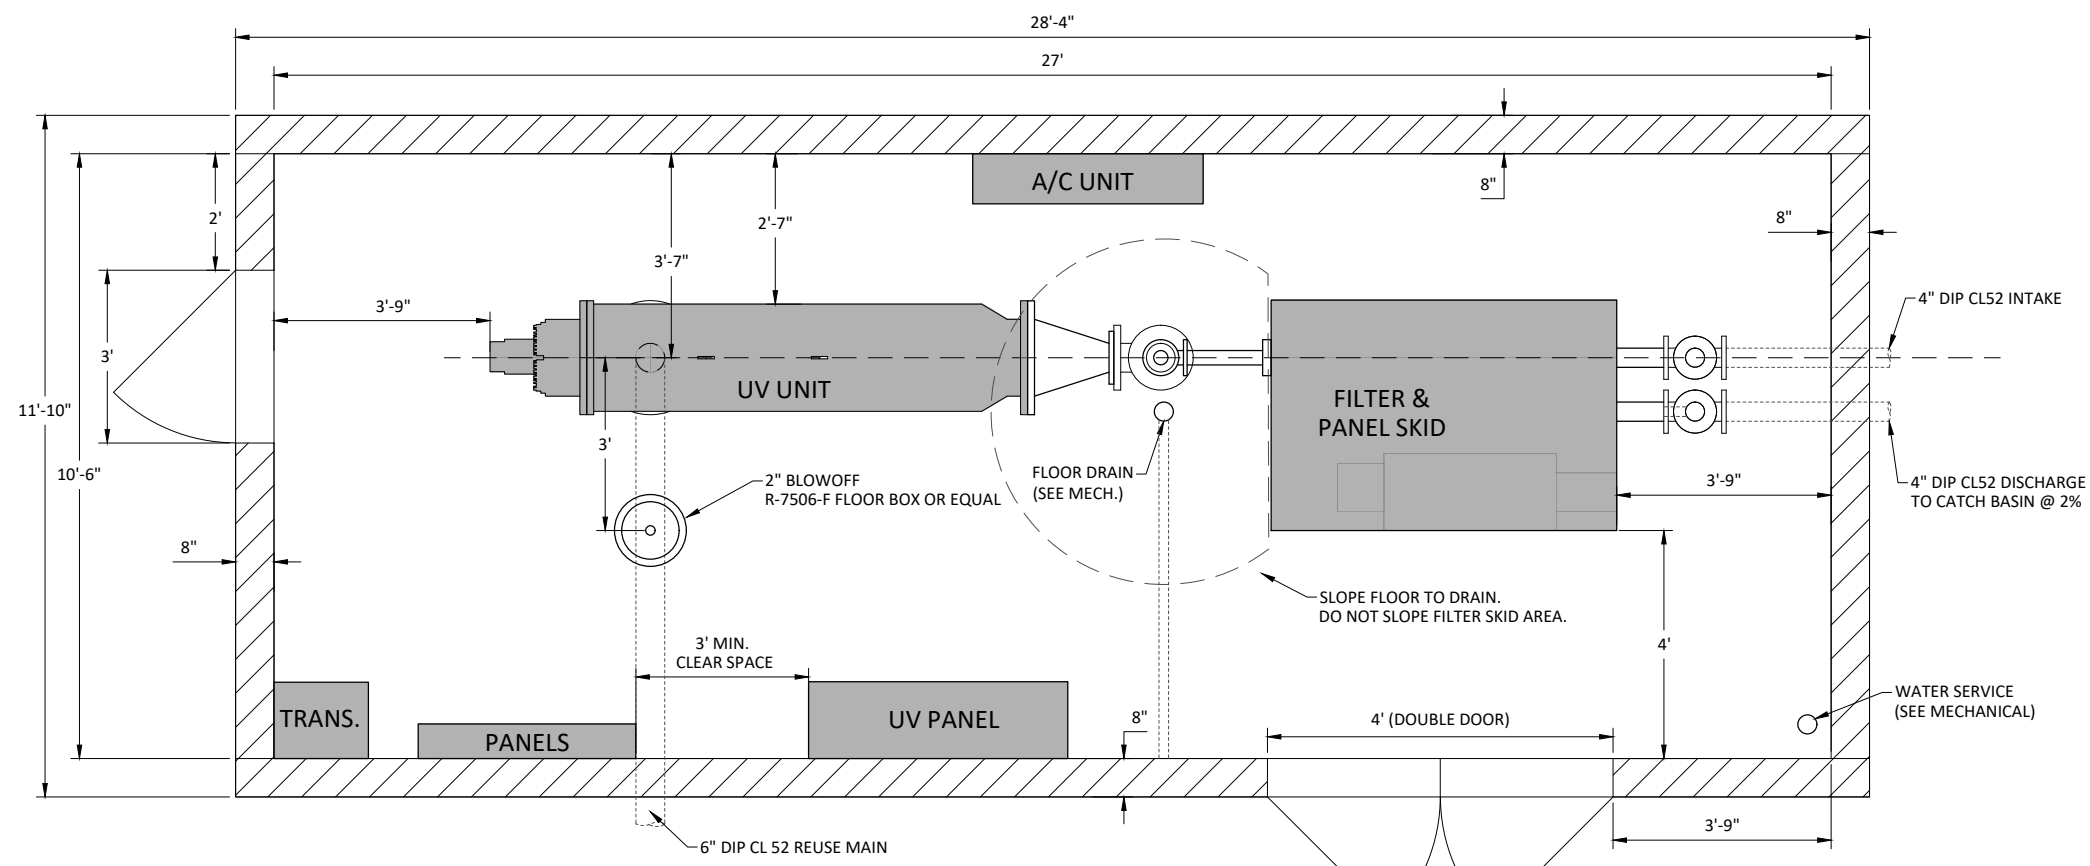 28'-4"
27'
A/C UNIT
8"
2'
2'-7"
8"
3'-7"
4" DIP CL52 INTAKE
3'-9"
3'
UV UNIT
FILTER &
PANEL SKID
11'-10"
3'
10'-6"
2" BLOWOFF
R-7506-F FLOOR BOX OR EQUAL
FLOOR DRAIN
(SEE MECH.)
3'-9"
4" DIP CL52 DISCHARGE
TO CATCH BASIN @ 2%
8"
SLOPE FLOOR TO DRAIN.
DO NOT SLOPE FILTER SKID AREA.
3' MIN.
CLEAR SPACE
4'
WATER SERVICE
(SEE MECHANICAL)
TRANS.
PANELS
UV PANEL
8"
4' (DOUBLE DOOR)
3'-9"
6" DIP CL 52 REUSE MAIN